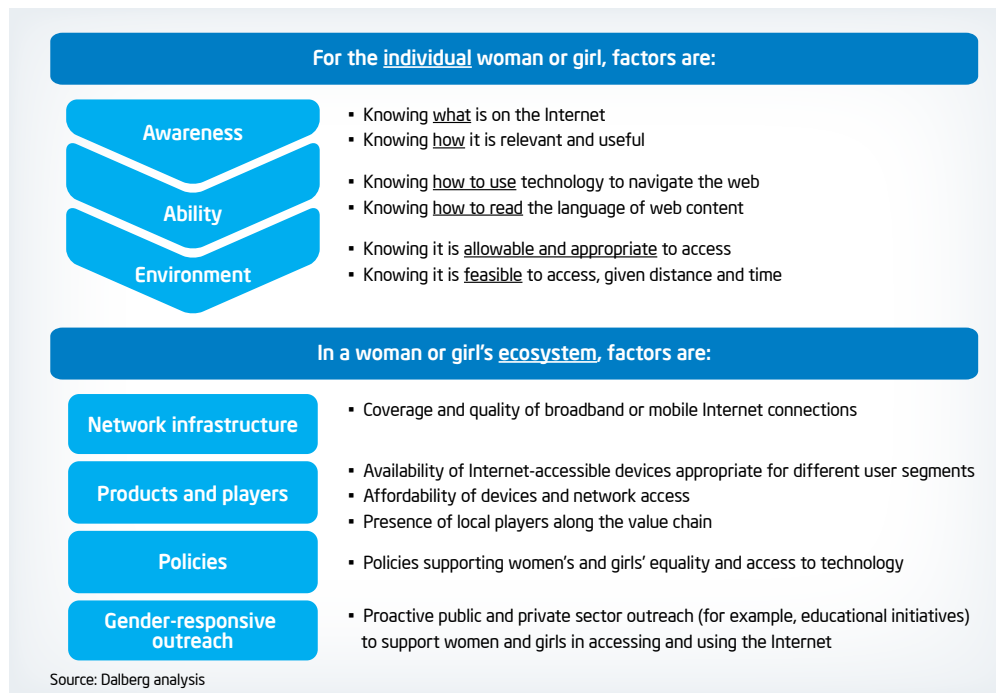 For the individual woman or girl, factors are:
Awareness
▪ Knowing what is on the Internet
▪ Knowing how it is relevant and useful
Ability
▪ Knowing how to use technology to navigate the web
▪ Knowing how to read the language of web content
Environment
▪ Knowing it is allowable and appropriate to access
▪ Knowing it is feasible to access, given distance and time
In a woman or girl's ecosystem, factors are:
Network infrastructure
▪ Coverage and quality of broadband or mobile Internet connections
Products and players
▪ Availability of Internet-accessible devices appropriate for different user segments
▪ Affordability of devices and network access
▪ Presence of local players along the value chain
Policies
▪ Policies supporting women's and girls' equality and access to technology
Gender-responsive
outreach
▪ Proactive public and private sector outreach (for example, educational initiatives)
to support women and girls in accessing and using the Internet
Source: Dalberg analysis